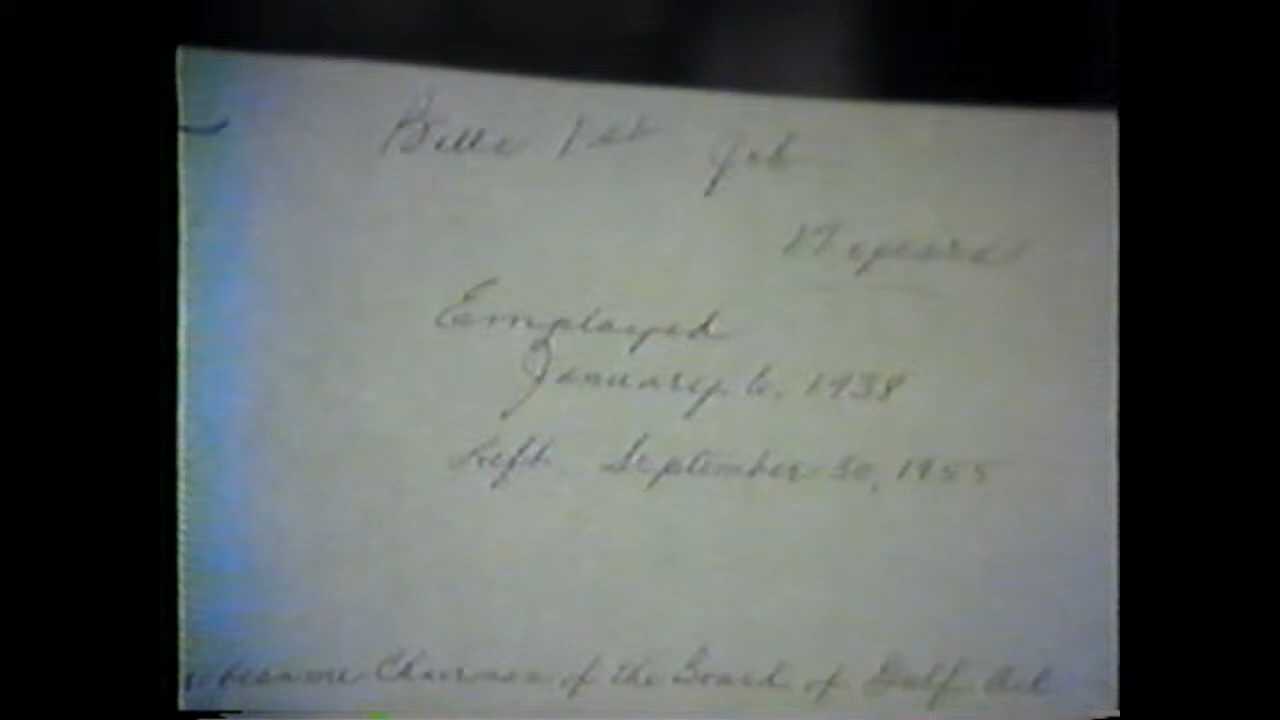 Bills 1st Job
17 years
Employed
January 6, 1938
Left September 30, 1955
became Chairman of the Board of Gulf Oil